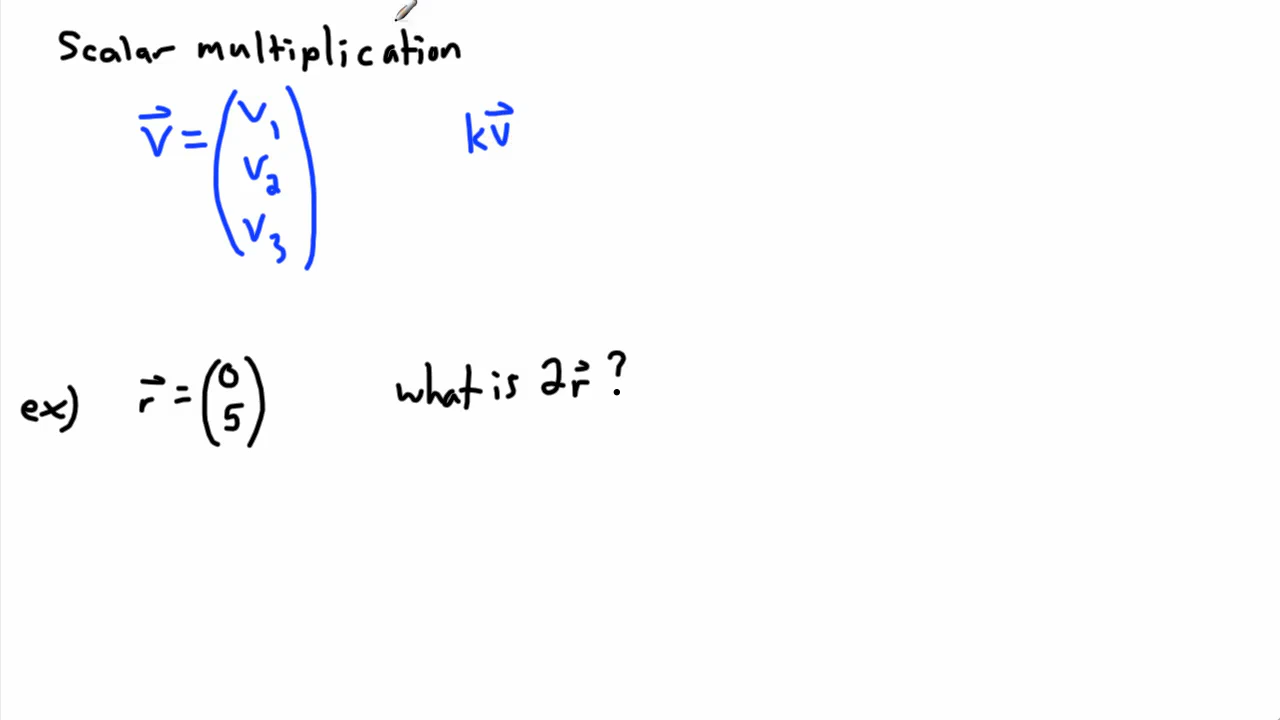 Scalar multiplication
v⃗ = (v₁ v₂ v₃) kv⃗
ex) r⃗ = (0 5) what is 2r⃗ ?